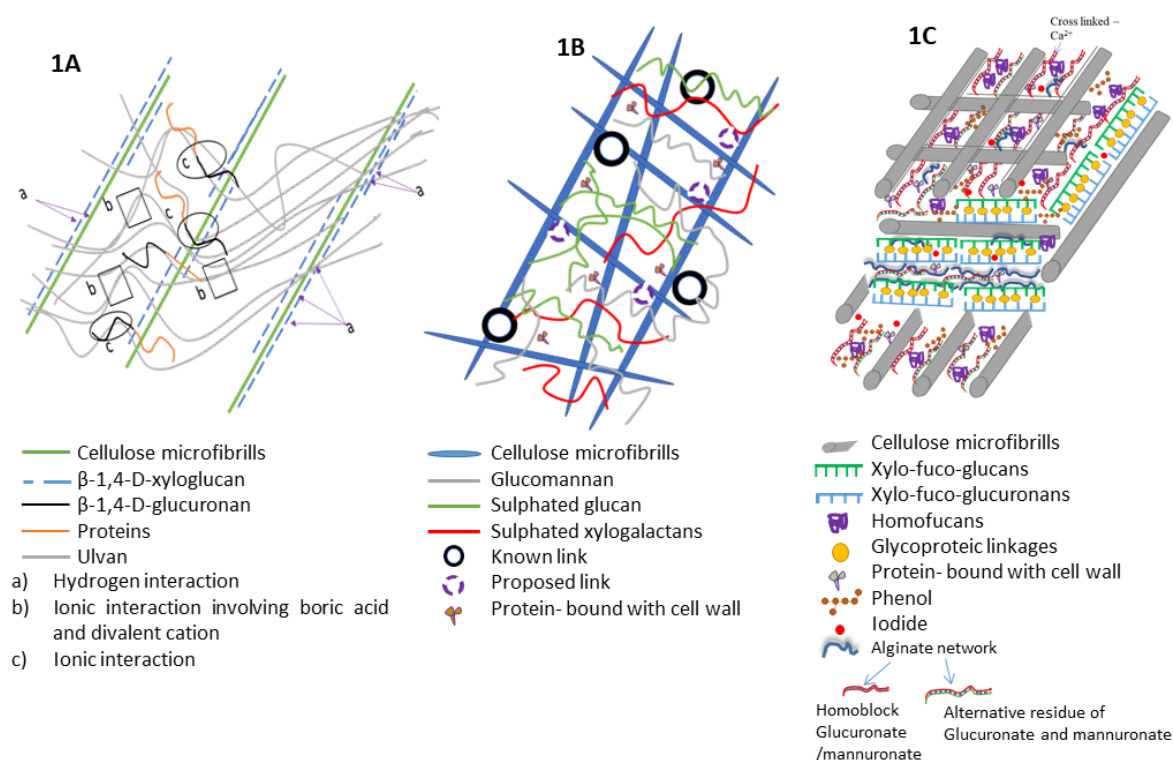 1A
a
b
c
c
b
b
c
a
a
Cellulose microfibrills
β-1,4-D-xyloglucan
β-1,4-D-glucuronan
Proteins
Ulvan
a) Hydrogen interaction
b) Ionic interaction involving boric acid
and divalent cation
c) Ionic interaction
1B
Cellulose microfibrills
Glucomannan
Sulphated glucan
Sulphated xylogalactans
Known link
Proposed link
Protein- bound with cell wall
1C
Cross linked –
Ca²⁺
Cellulose microfibrills
Xylo-fuco-glucans
Xylo-fuco-glucuronans
Homofucans
Glycoproteic linkages
Protein- bound with cell wall
Phenol
Iodide
Alginate network
Homoblock
Glucuronate
/mannuronate
Alternative residue of
Glucuronate and mannuronate